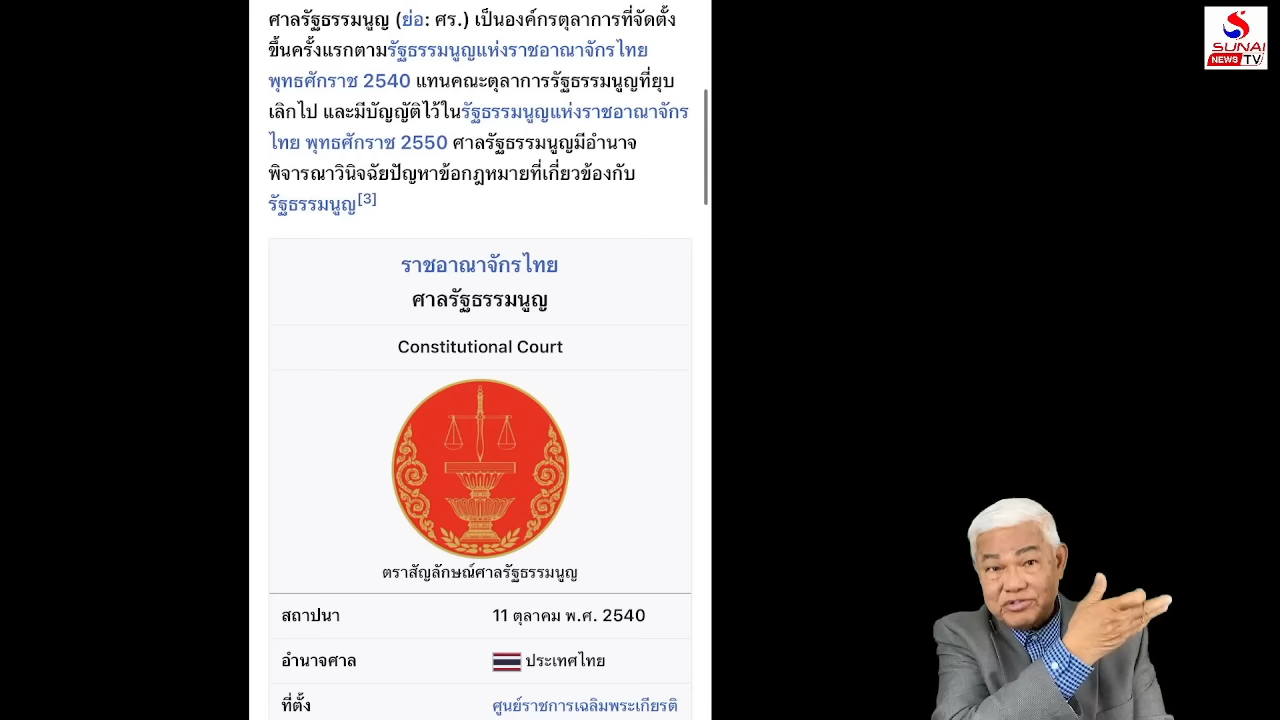 ศาลรัฐธรรมนูญ (ย่อ: ศร.) เป็นองค์กรตุลาการที่จัดตั้ง
ขึ้นครั้งแรกตามรัฐธรรมนูญแห่งราชอาณาจักรไทย
พุทธศักราช 2540 แทนคณะตุลาการรัฐธรรมนูญที่ยุบ
เลิกไป และมีบัญญัติไว้ในรัฐธรรมนูญแห่งราชอาณาจักร
ไทย พุทธศักราช 2550 ศาลรัฐธรรมนูญมีอำนาจ
พิจารณาวินิจฉัยปัญหาข้อกฎหมายที่เกี่ยวข้องกับ
รัฐธรรมนูญ[3]
ราชอาณาจักรไทย
ศาลรัฐธรรมนูญ
Constitutional Court
ตราสัญลักษณ์ศาลรัฐธรรมนูญ
สถาปนา 11 ตุลาคม พ.ศ. 2540
อำนาจศาล ประเทศไทย
ที่ตั้ง ศูนย์ราชการเฉลิมพระเกียรติ
SUNAI
NEWS TV